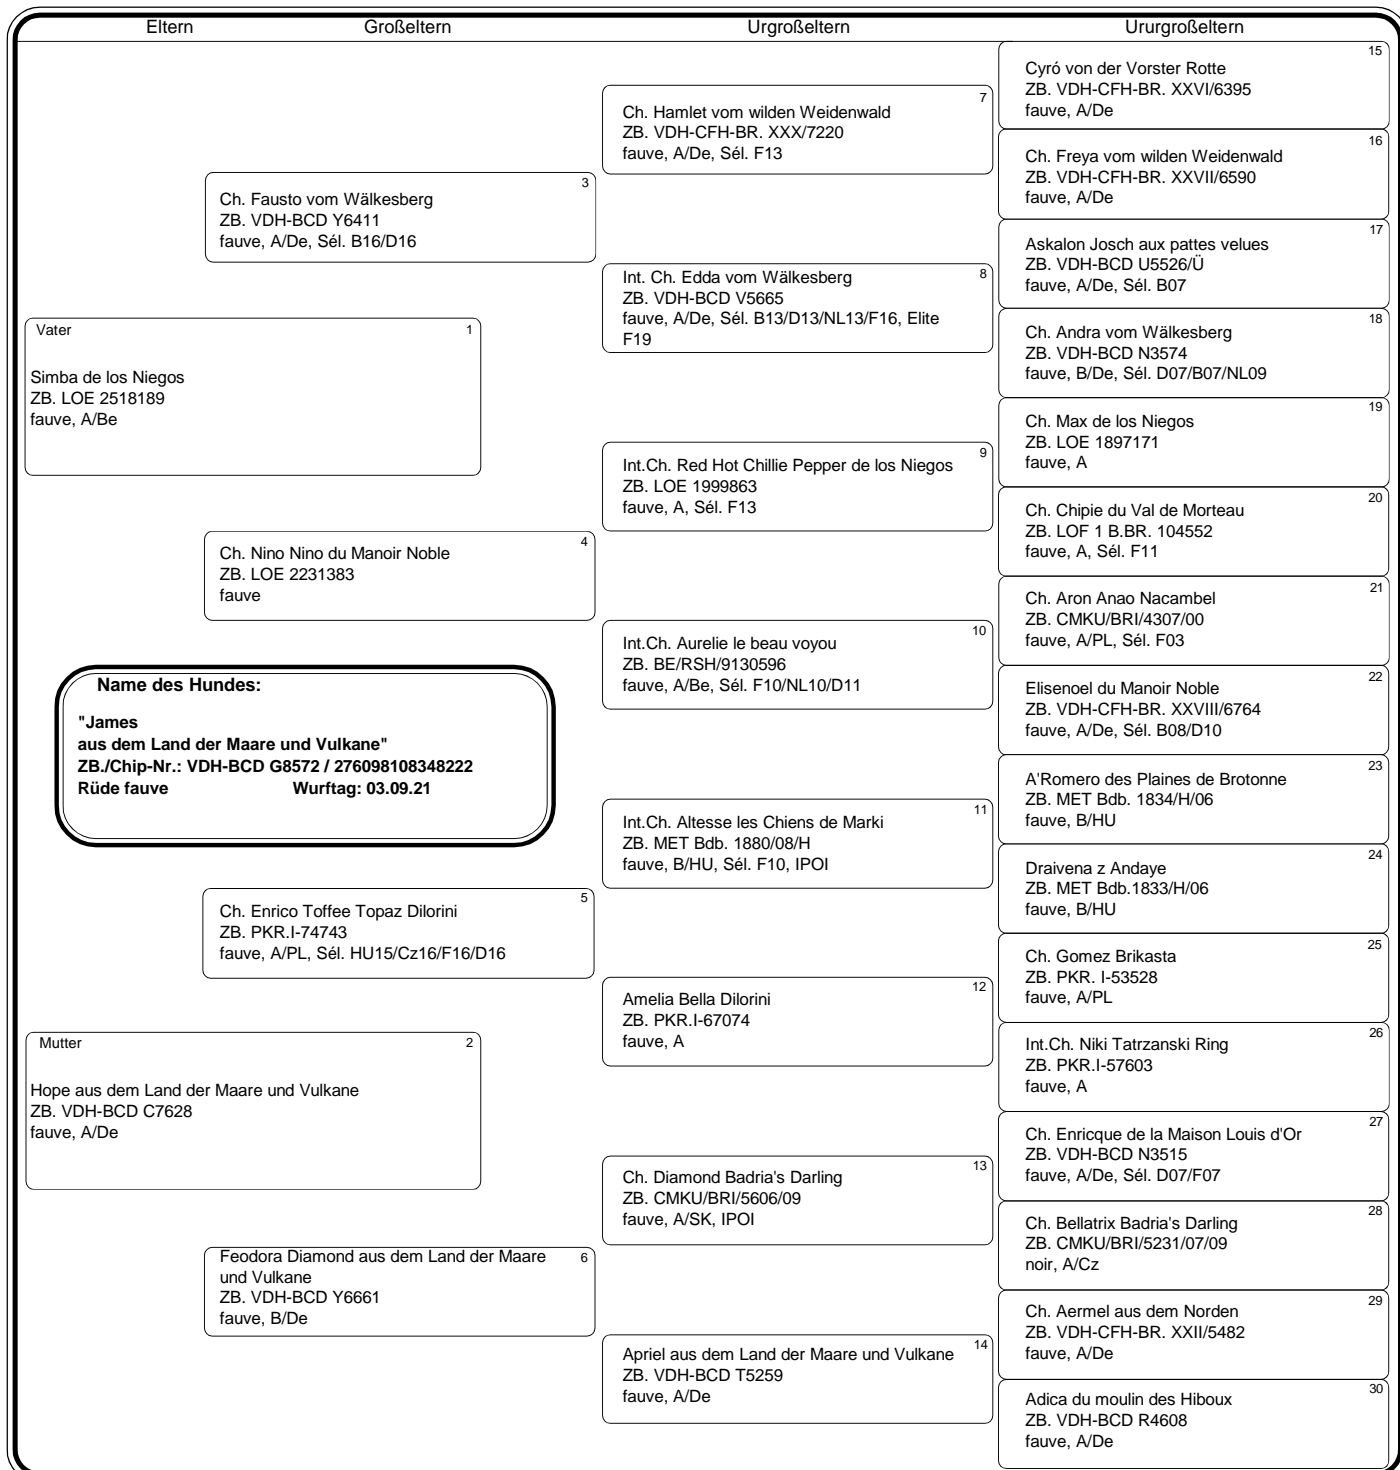 Eltern Großeltern Urgroßeltern Ururgroßeltern
Vater 1
Simba de los Niegos
ZB. LOE 2518189
fauve, A/Be
Mutter 2
Hope aus dem Land der Maare und Vulkane
ZB. VDH-BCD C7628
fauve, A/De
3
Ch. Fausto vom Wälkesberg
ZB. VDH-BCD Y6411
fauve, A/De, Sél. B16/D16
4
Ch. Nino Nino du Manoir Noble
ZB. LOE 2231383
fauve
Name des Hundes:
"James
aus dem Land der Maare und Vulkane"
ZB./Chip-Nr.: VDH-BCD G8572 / 276098108348222
Rüde fauve Wurftag: 03.09.21
5
Ch. Enrico Toffee Topaz Dilorini
ZB. PKR.I-74743
fauve, A/PL, Sél. HU15/Cz16/F16/D16
Feodora Diamond aus dem Land der Maare 6
und Vulkane
ZB. VDH-BCD Y6661
fauve, B/De
7
Ch. Hamlet vom wilden Weidenwald
ZB. VDH-CFH-BR. XXX/7220
fauve, A/De, Sél. F13
Int. Ch. Edda vom Wälkesberg 8
ZB. VDH-BCD V5665
fauve, A/De, Sél. B13/D13/NL13/F16, Elite
F19
9
Int.Ch. Red Hot Chillie Pepper de los Niegos
ZB. LOE 1999863
fauve, A, Sél. F13
10
Int.Ch. Aurelie le beau voyou
ZB. BE/RSH/9130596
fauve, A/Be, Sél. F10/NL10/D11
11
Int.Ch. Altesse les Chiens de Marki
ZB. MET Bdb. 1880/08/H
fauve, B/HU, Sél. F10, IPOI
12
Amelia Bella Dilorini
ZB. PKR.I-67074
fauve, A
13
Ch. Diamond Badria's Darling
ZB. CMKU/BRI/5606/09
fauve, A/SK, IPOI
14
Apriel aus dem Land der Maare und Vulkane
ZB. VDH-BCD T5259
fauve, A/De
15
Cyró von der Vorster Rotte
ZB. VDH-CFH-BR. XXVI/6395
fauve, A/De
16
Ch. Freya vom wilden Weidenwald
ZB. VDH-CFH-BR. XXVII/6590
fauve, A/De
17
Askalon Josch aux pattes velues
ZB. VDH-BCD U5526/Ü
fauve, A/De, Sél. B07
18
Ch. Andra vom Wälkesberg
ZB. VDH-BCD N3574
fauve, B/De, Sél. D07/B07/NL09
19
Ch. Max de los Niegos
ZB. LOE 1897171
fauve, A
20
Ch. Chipie du Val de Morteau
ZB. LOF 1 B.BR. 104552
fauve, A, Sél. F11
21
Ch. Aron Anao Nacambel
ZB. CMKU/BRI/4307/00
fauve, A/PL, Sél. F03
22
Elisenoel du Manoir Noble
ZB. VDH-CFH-BR. XXVIII/6764
fauve, A/De, Sél. B08/D10
23
A'Romero des Plaines de Brotonne
ZB. MET Bdb. 1834/H/06
fauve, B/HU
24
Draivena z Andaye
ZB. MET Bdb.1833/H/06
fauve, B/HU
25
Ch. Gomez Brikasta
ZB. PKR. I-53528
fauve, A/PL
26
Int.Ch. Niki Tatrzanski Ring
ZB. PKR.I-57603
fauve, A
27
Ch. Enricque de la Maison Louis d'Or
ZB. VDH-BCD N3515
fauve, A/De, Sél. D07/F07
28
Ch. Bellatrix Badria's Darling
ZB. CMKU/BRI/5231/07/09
noir, A/Cz
29
Ch. Aermel aus dem Norden
ZB. VDH-CFH-BR. XXII/5482
fauve, A/De
30
Adica du moulin des Hiboux
ZB. VDH-BCD R4608
fauve, A/De